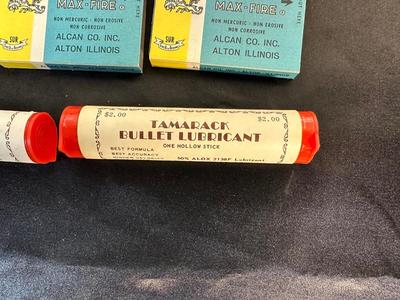 MAX-FIRE
NON MERCURIC - NON EROSIVE
NON CORROSIVE
ALCAN CO. INC.
ALTON ILLINOIS
MAX-FIRE
NON MERCURIC - NON EROSIVE
NON CORROSIVE
ALCAN CO. INC.
ALTON ILLINOIS
$2.00 $2.00
TAMARACK
BULLET LUBRICANT
ONE HOLLOW STICK
BEST FORMULA
BEST ACCURACY
50% ALOX 2138F Lubricant